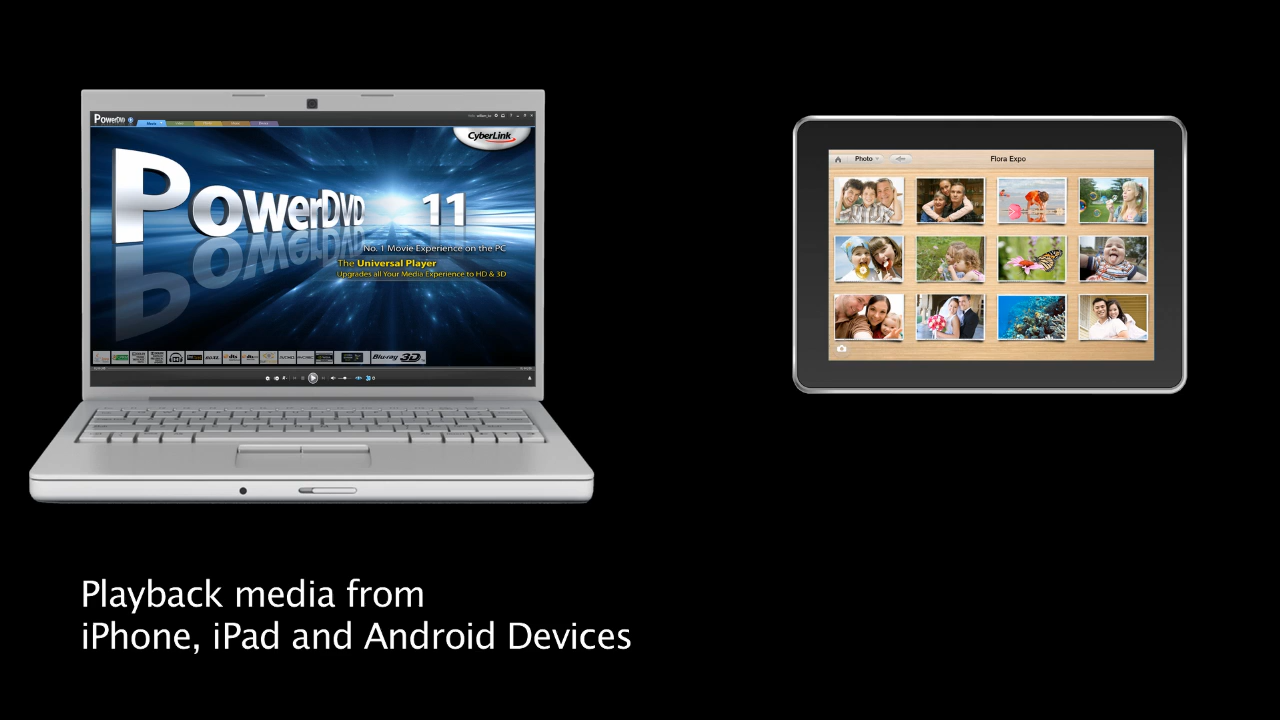 PowerDVD
Music
CyberLink
PowerDVD 11
No. 1 Movie Experience on the PC
The Universal Player
Upgrades all Your Media Experience to HD & 3D
Blu-ray 3D
Photo
Flora Expo
Playback media from
iPhone, iPad and Android Devices